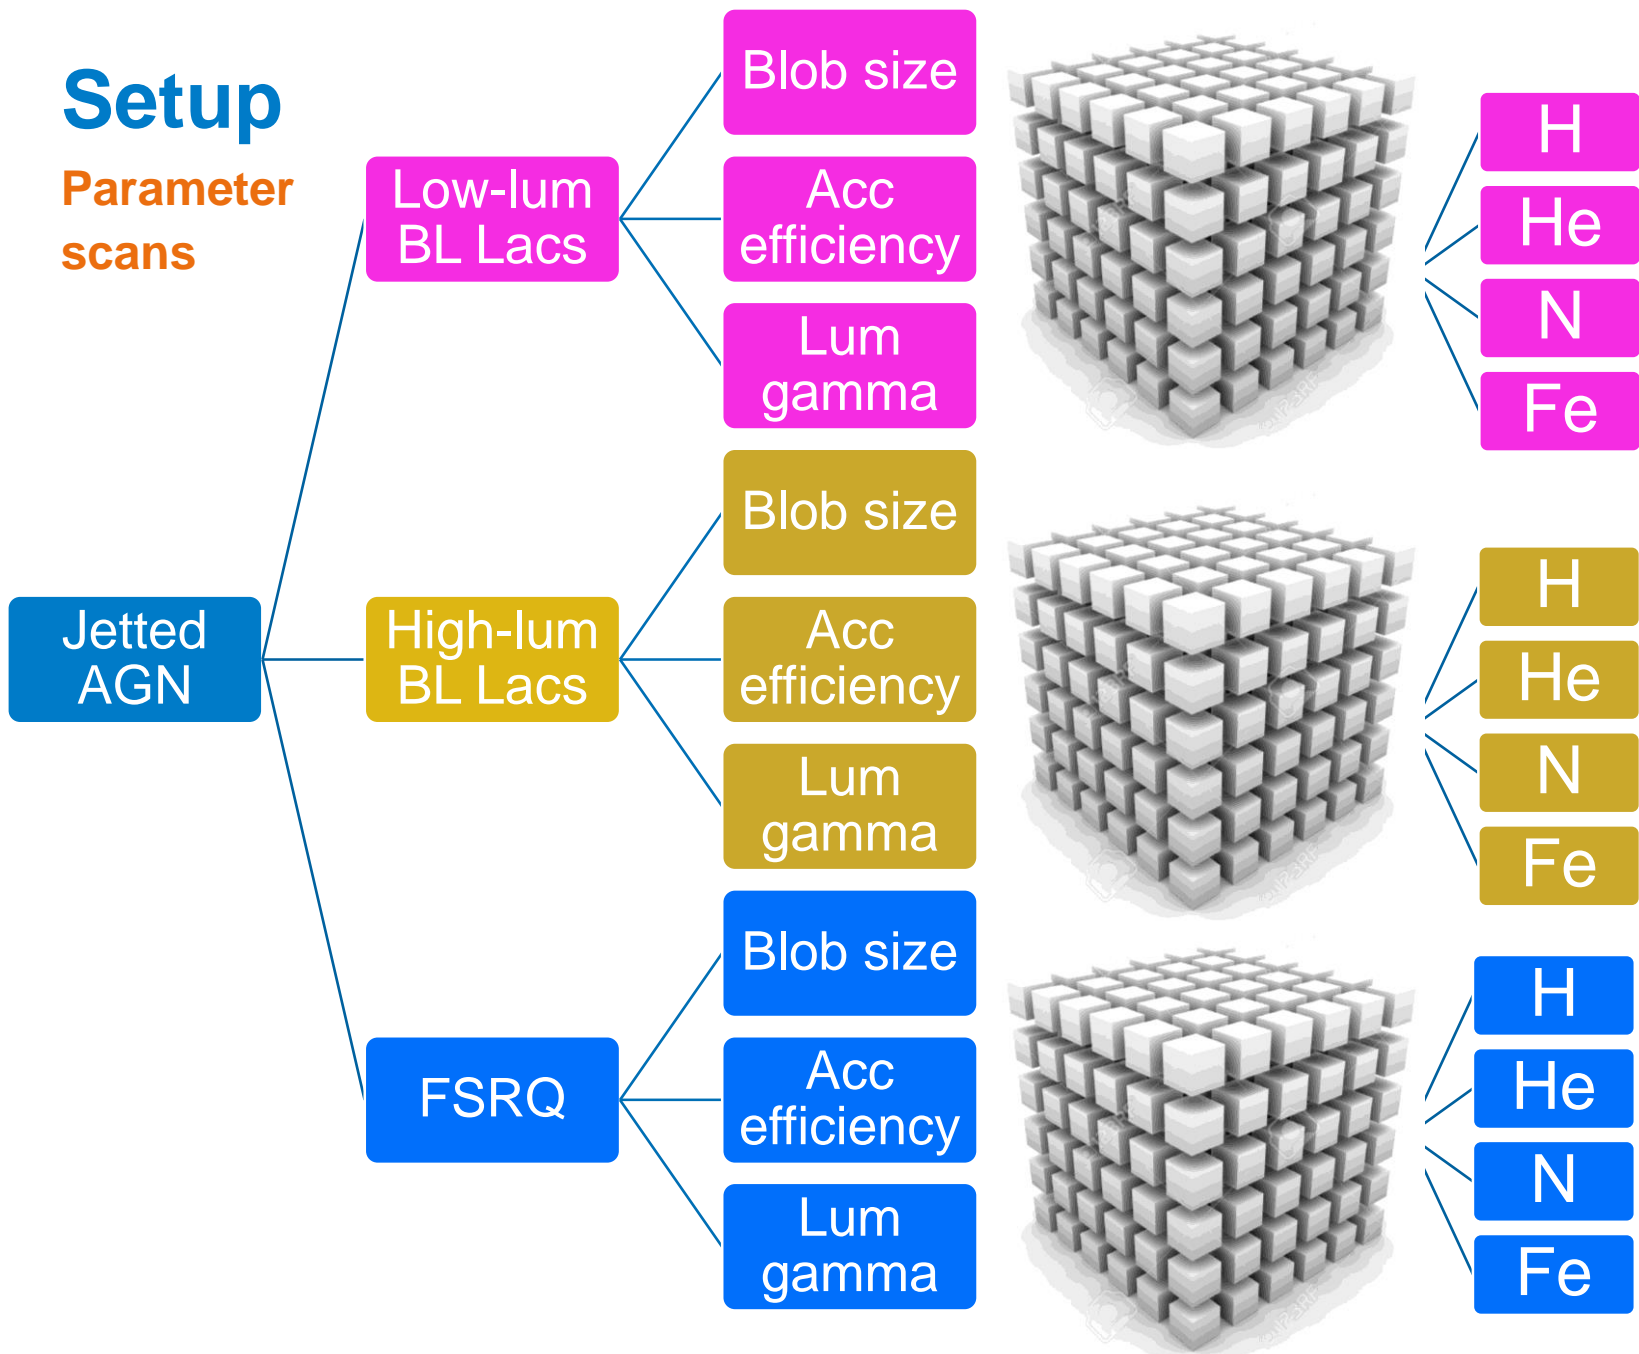 Setup
Parameter
scans
Jetted
AGN
Low-lum
BL Lacs
Blob size
Acc
efficiency
Lum
gamma
H
He
N
Fe
High-lum
BL Lacs
Blob size
Acc
efficiency
Lum
gamma
H
He
N
Fe
FSRQ
Blob size
Acc
efficiency
Lum
gamma
H
He
N
Fe